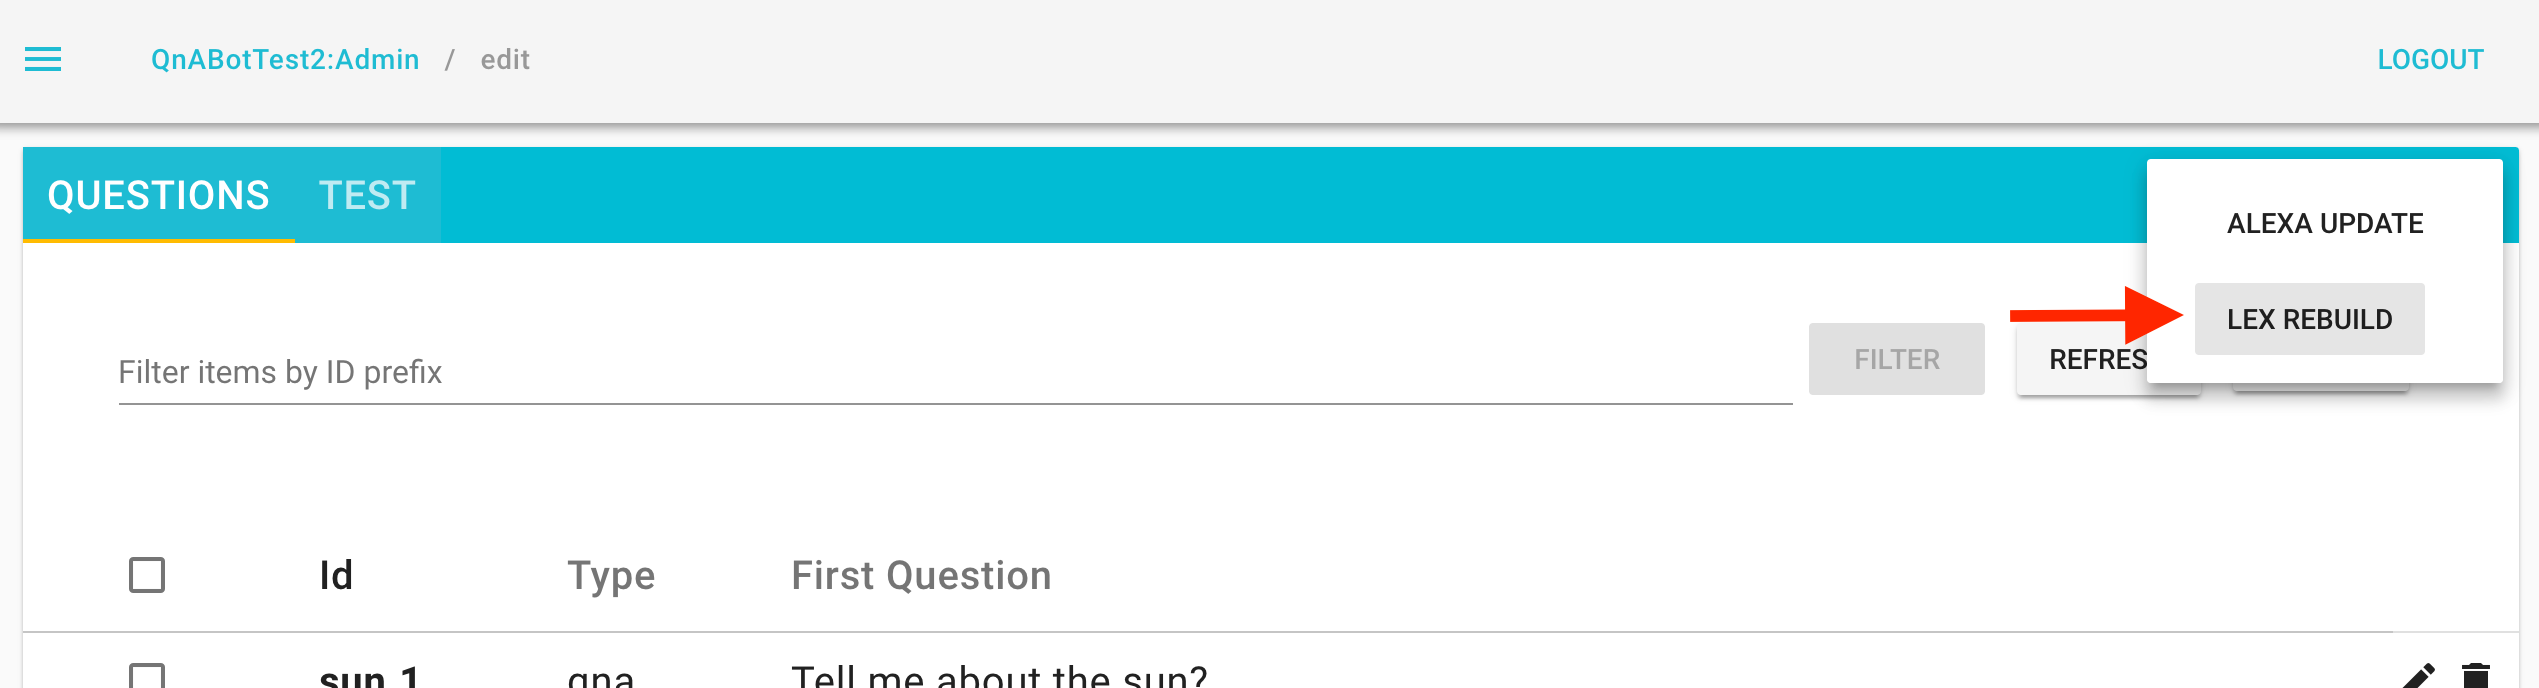 QnABotTest2:Admin / edit
LOGOUT
QUESTIONS TEST
ALEXA UPDATE
LEX REBUILD
Filter items by ID prefix
FILTER
Id Type First Question
sun.1 qna Tell me about the sun?